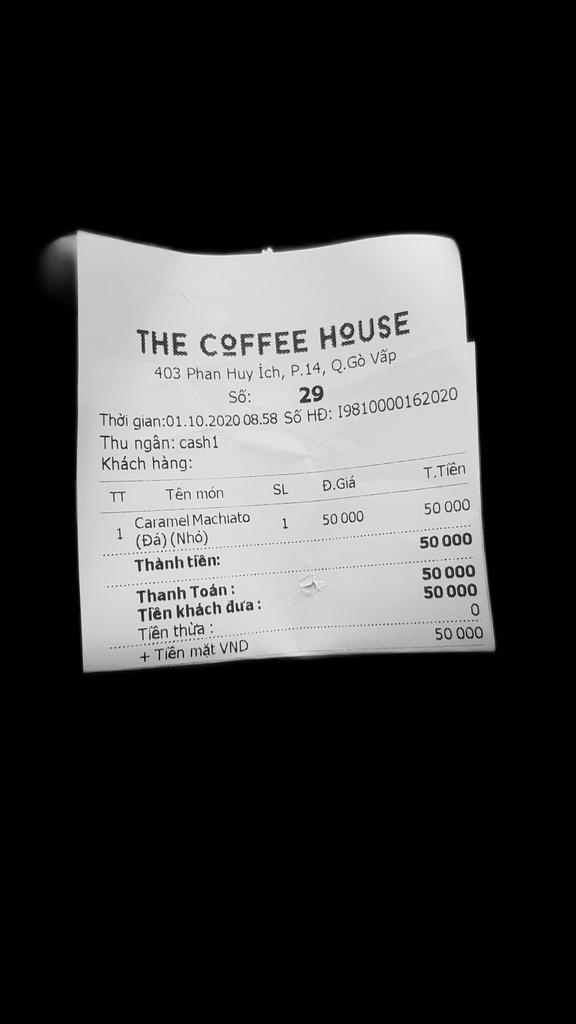 THE COFFEE HOUSE
403 Phan Huy Ích, P.14, Q.Gò Vấp
Số: 29
Thời gian:01.10.2020 08.58 Số HĐ: I9810000162020
Thu ngân: cash1
Khách hàng:
TT Tên món SL Đ.Giá T.Tiền
1 Caramel Machiato 1 50 000 50 000
(Đá) (Nhỏ)
Thành tiền: 50 000
Thanh Toán : 50 000
Tiền khách đưa : 50 000
Tiền thừa : 0
+ Tiền mặt VND 50 000